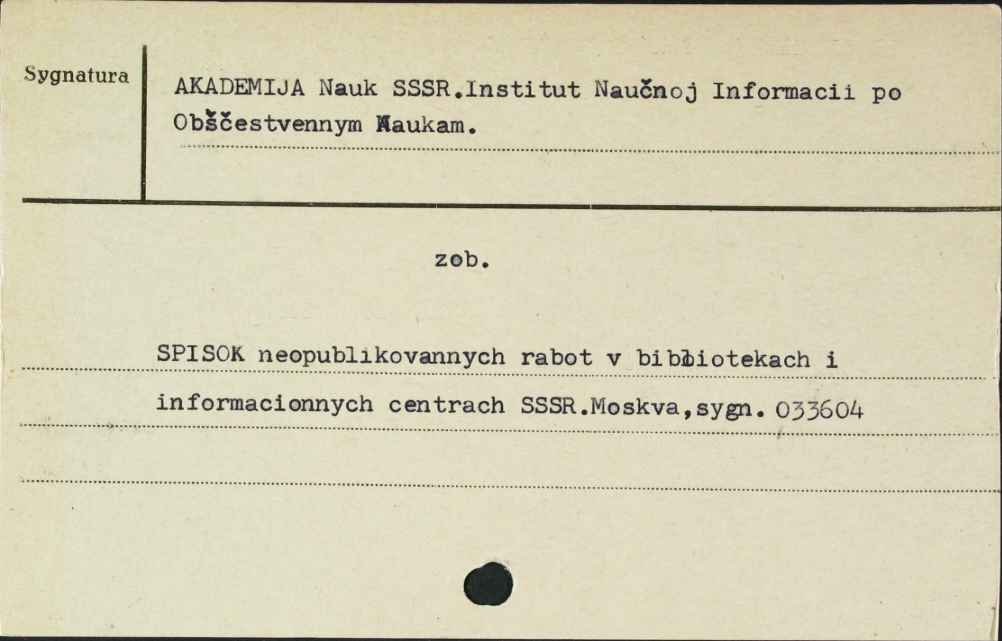 Sygnatura
AKADEMIJA Nauk SSSR.Institut Naučnoj Informacii po
Obščestvennym Naukam.
zob.
SPISOK neopublikovannych rabot v bibliotekach i
informacionnych centrach SSSR.Moskva,sygn. 033604